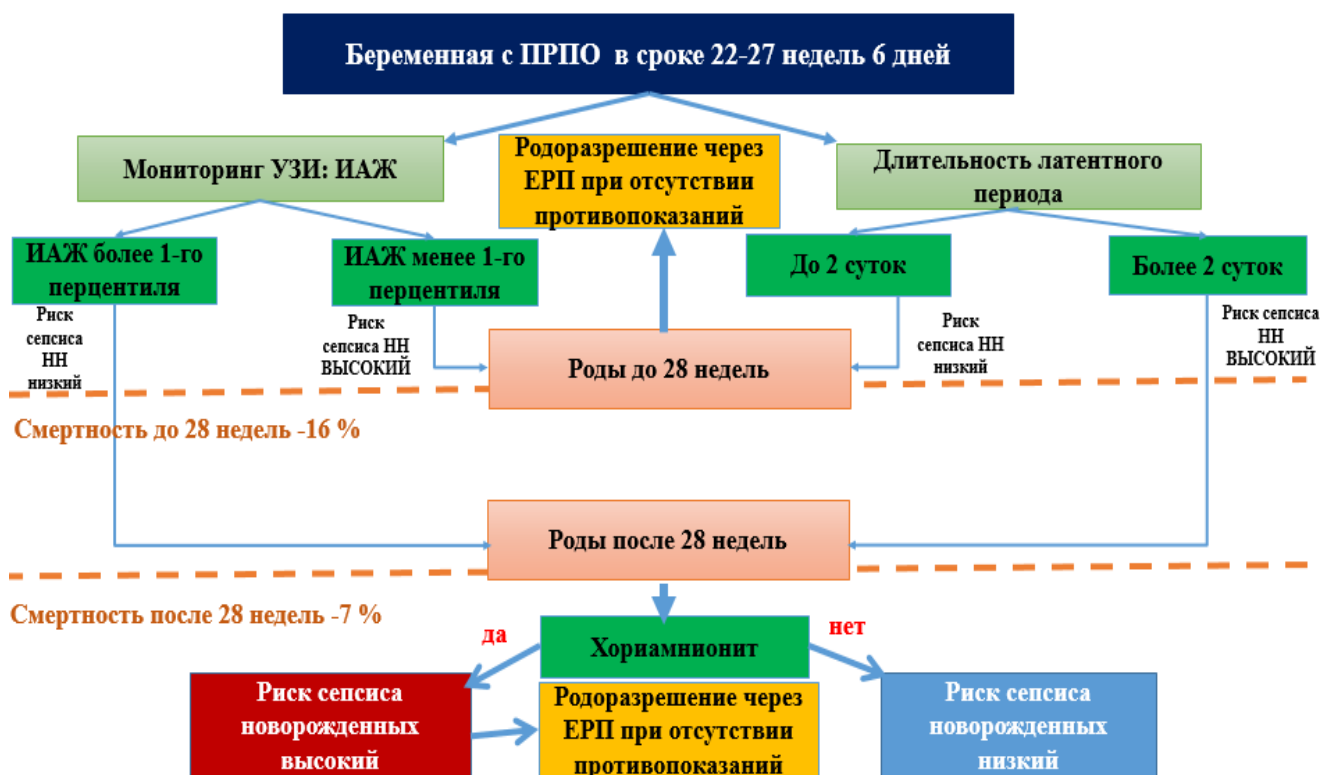 Беременная с ПРПО в сроке 22-27 недель 6 дней
Мониторинг УЗИ: ИАЖ
Родоразрешение через
ЕРП при отсутствии
противопоказаний
Длительность латентного
периода
ИАЖ более 1-го
перцентиля
ИАЖ менее 1-го
перцентиля
До 2 суток
Более 2 суток
Риск
сепсиса
НН
низкий
Риск
сепсиса НН
ВЫСОКИЙ
Роды до 28 недель
Риск
сепсиса НН
низкий
Риск сепсиса
НН
ВЫСОКИЙ
Смертность до 28 недель -16 %
Роды после 28 недель
Смертность после 28 недель -7 %
да
Хориамнионит
нет
Риск сепсиса
новорожденных
высокий
Родоразрешение через
ЕРП при отсутствии
противопоказаний
Риск сепсиса
новорожденных
низкий